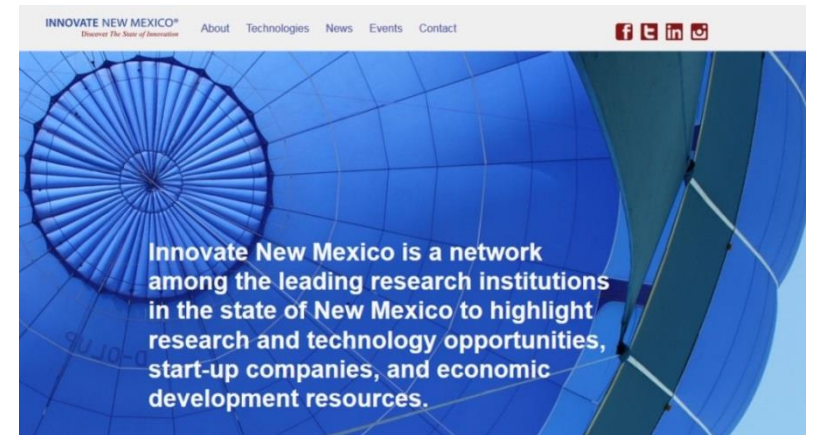 INNOVATE NEW MEXICO®
Discover The State of Innovation
About Technologies News Events Contact
Innovate New Mexico is a network
among the leading research institutions
in the state of New Mexico to highlight
research and technology opportunities,
start-up companies, and economic
development resources.
D-OLUP